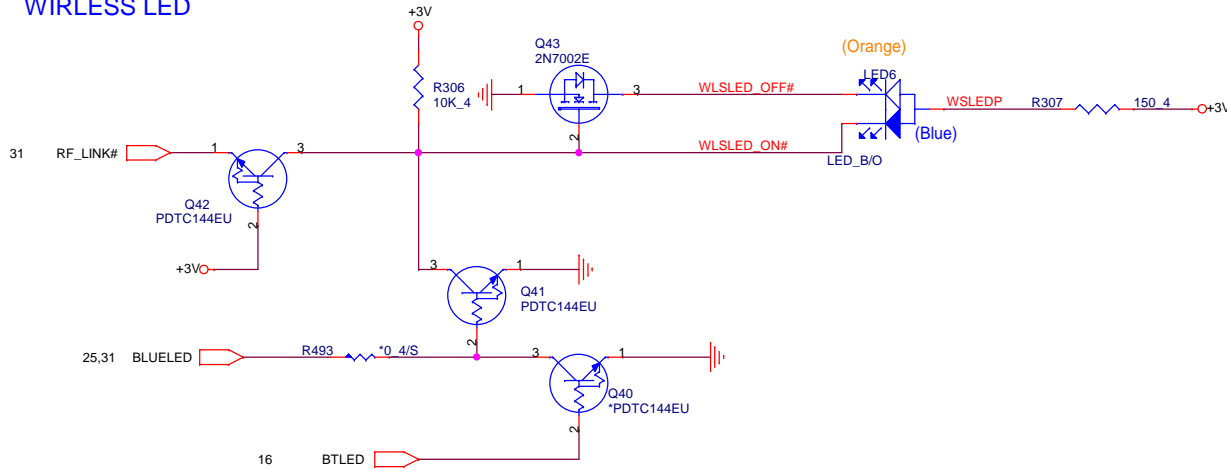 WIRLESS LED
+3V
Q43
2N7002E
(Orange)
LED6
R306
10K_4
1
3
WLSLED_OFF#
WSLEDP
R307
150_4
+3V
2
(Blue)
31
RF_LINK#
1
3
WLSLED_ON#
LED_B/O
Q42
PDTC144EU
2
+3V
3
1
Q41
PDTC144EU
2
25,31
BLUELED
R493
*0_4/S
3
1
Q40
*PDTC144EU
2
16
BTLED